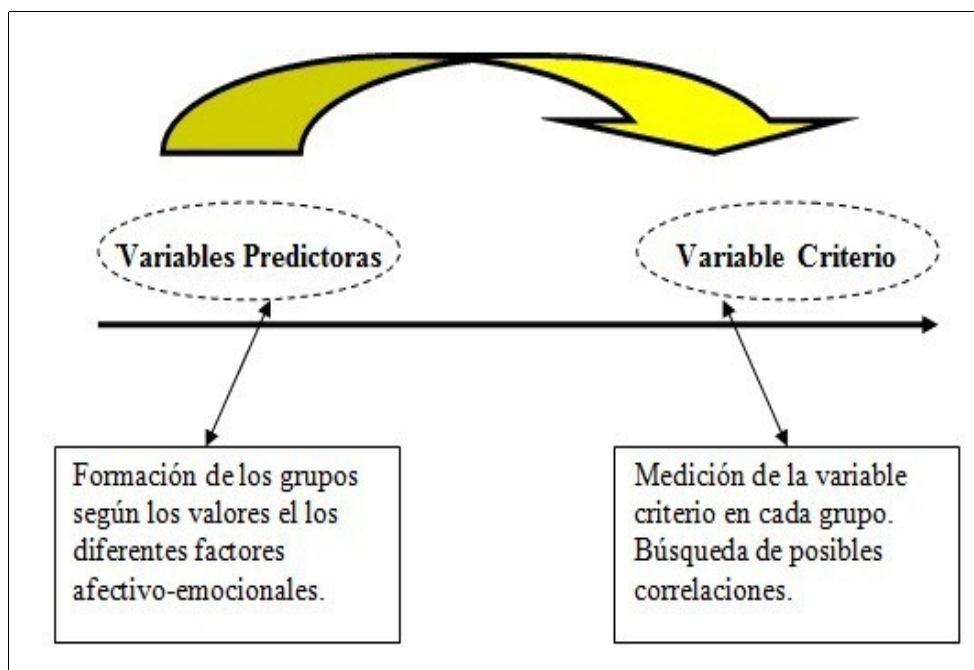 Variables Predictoras
Variable Criterio
Formación de los grupos
según los valores el los
diferentes factores
afectivo-emocionales.
Medición de la variable
criterio en cada grupo.
Búsqueda de posibles
correlaciones.